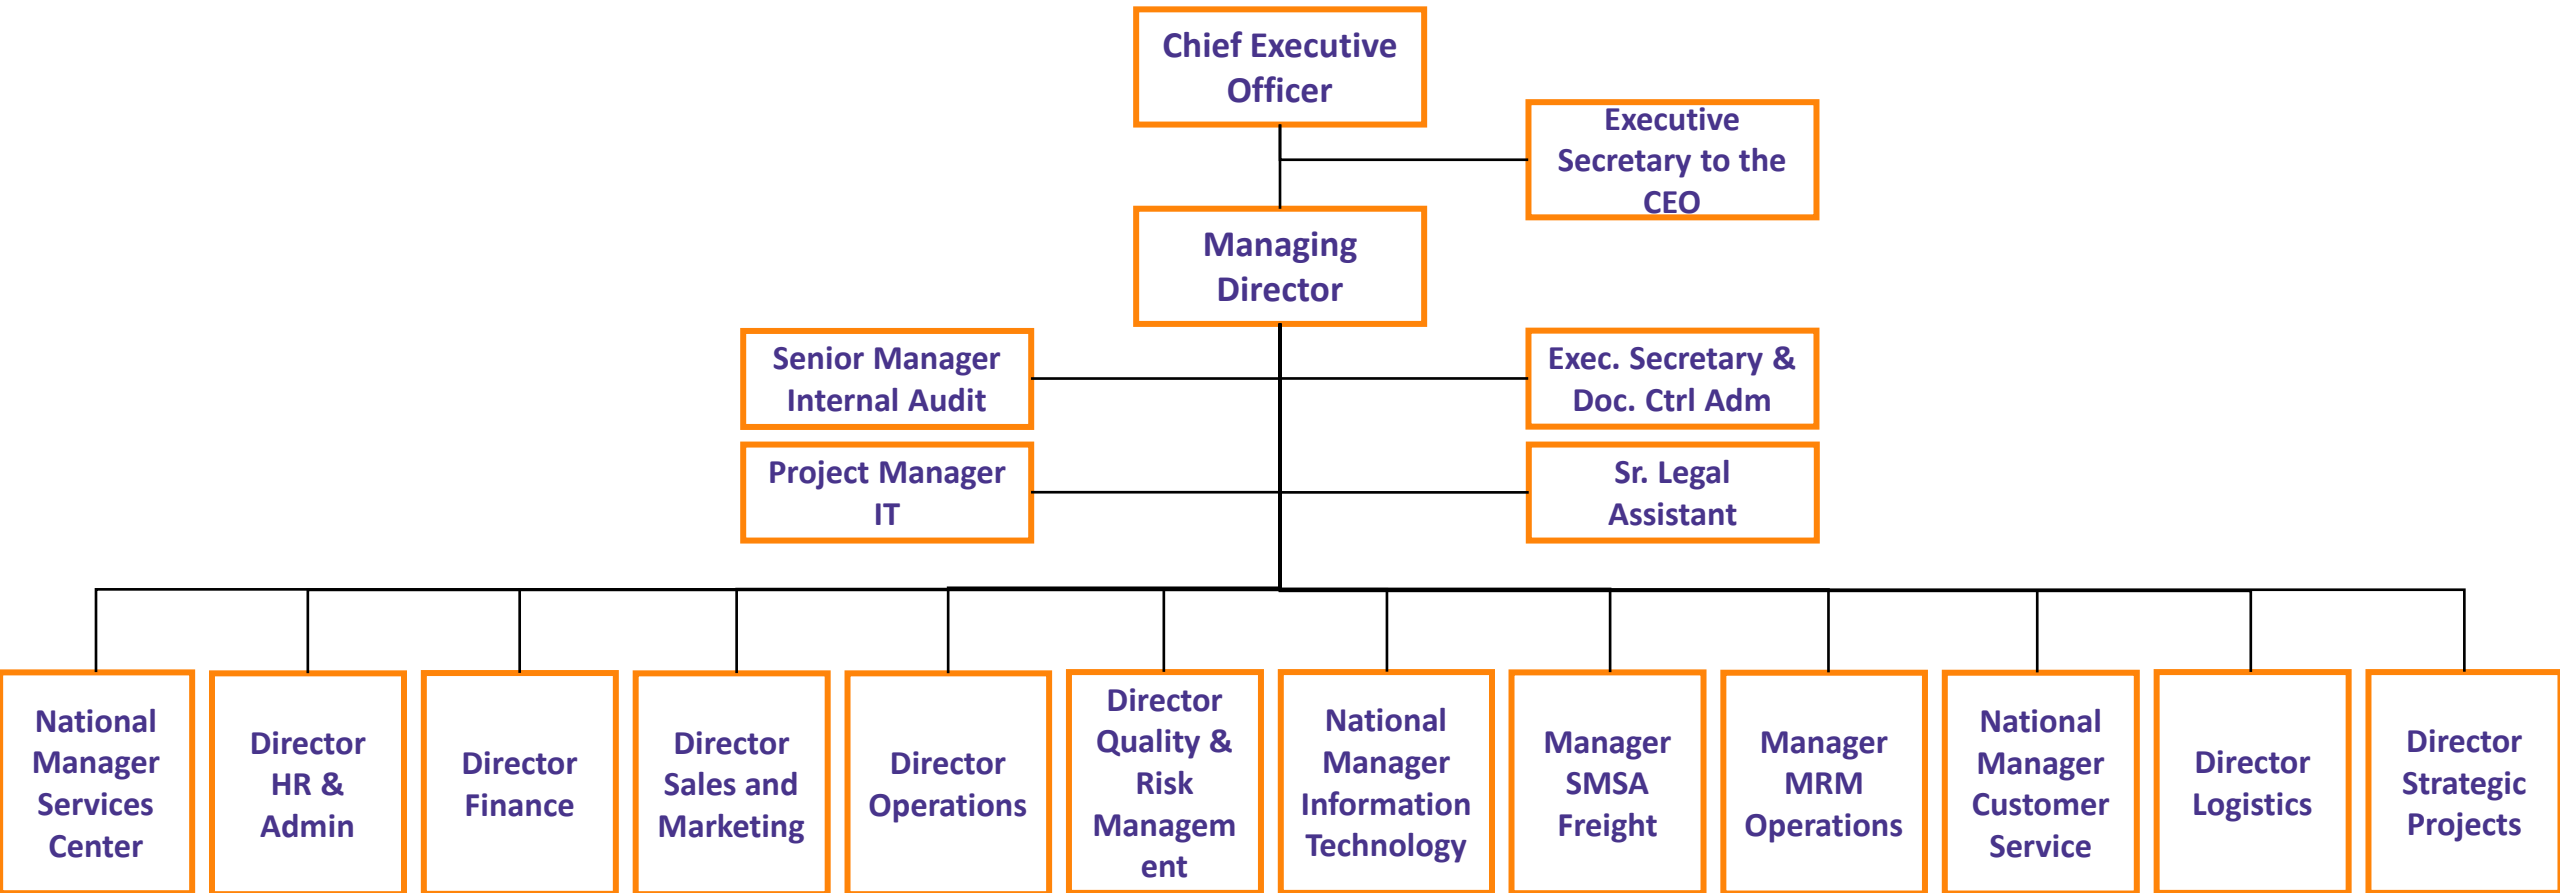 Chief Executive
Officer
Executive
Secretary to the
CEO
Managing
Director
Senior Manager
Internal Audit
Exec. Secretary &
Doc. Ctrl Adm
Project Manager
IT
Sr. Legal
Assistant
National
Manager
Services
Center
Director
HR &
Admin
Director
Finance
Director
Sales and
Marketing
Director
Operations
Director
Quality &
Risk
Managem
ent
National
Manager
Information
Technology
Manager
SMSA
Freight
Manager
MRM
Operations
National
Manager
Customer
Service
Director
Logistics
Director
Strategic
Projects